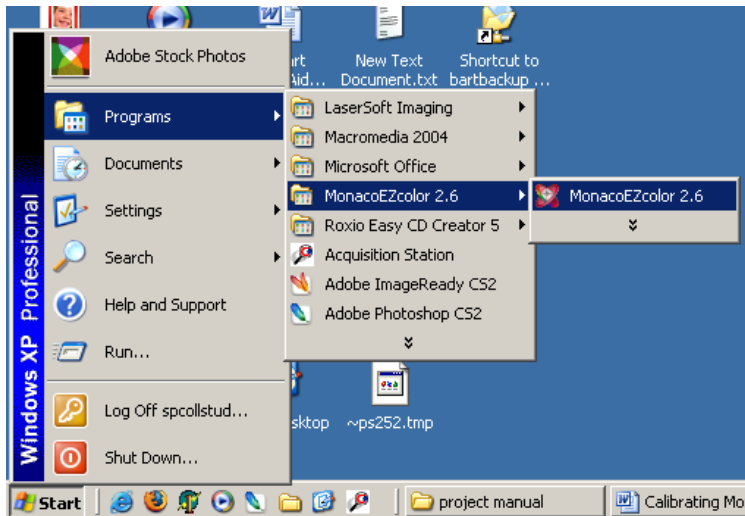 rt
New Text
Shortcut to
Aid...
Document.txt
bartbackup ...
Adobe Stock Photos
Programs
Documents
Settings
Search
Help and Support
Run...
Log Off spcollstud...
Shut Down...
Windows XP Professional
LaserSoft Imaging
Macromedia 2004
Microsoft Office
MonacoEZcolor 2.6
Roxio Easy CD Creator 5
Acquisition Station
Adobe ImageReady CS2
Adobe Photoshop CS2
MonacoEZcolor 2.6
sktop
~ps252.tmp
Start
project manual
Calibrating Mo